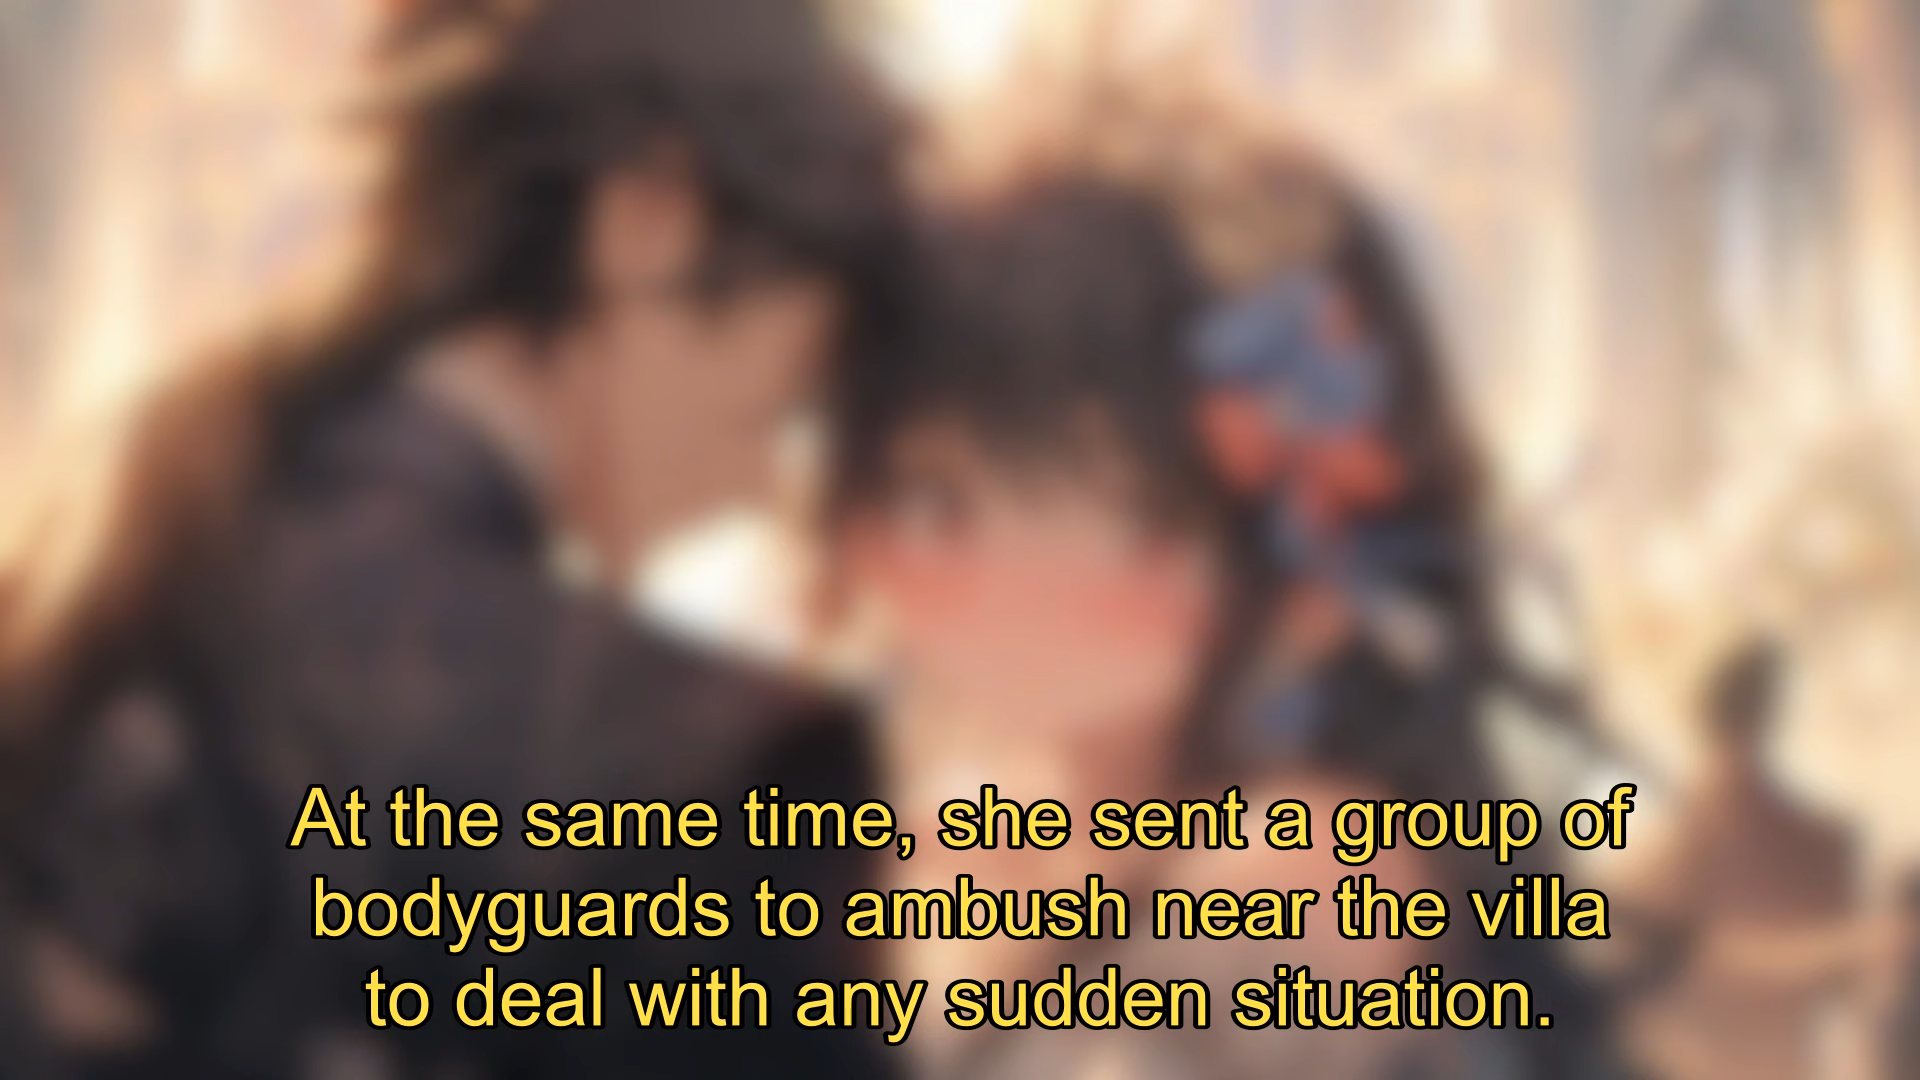 At the same time, she sent a group of
bodyguards to ambush near the villa
to deal with any sudden situation.